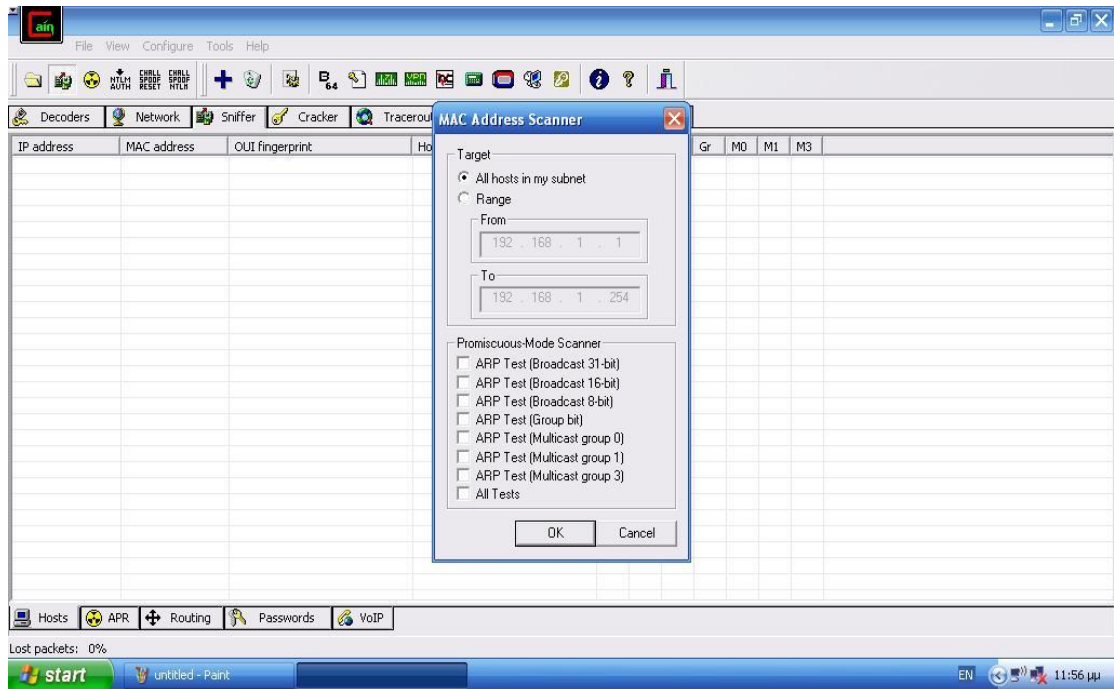 aín
File View Configure Tools Help
NTLM AUTH CHALL SPOOF RESET CHALL SPOOF NTLM B 64
Decoders Network Sniffer Cracker Tracerout
IP address MAC address OUI fingerprint Ho Gr M0 M1 M3
MAC Address Scanner
Target
All hosts in my subnet
Range
From
192 . 168 . 1 . 1
To
192 . 168 . 1 . 254
Promiscuous-Mode Scanner
ARP Test (Broadcast 31-bit)
ARP Test (Broadcast 16-bit)
ARP Test (Broadcast 8-bit)
ARP Test (Group bit)
ARP Test (Multicast group 0)
ARP Test (Multicast group 1)
ARP Test (Multicast group 3)
All Tests
OK Cancel
Hosts APR Routing Passwords VoIP
Lost packets: 0%
start untitled - Paint EN 11:56 μμ